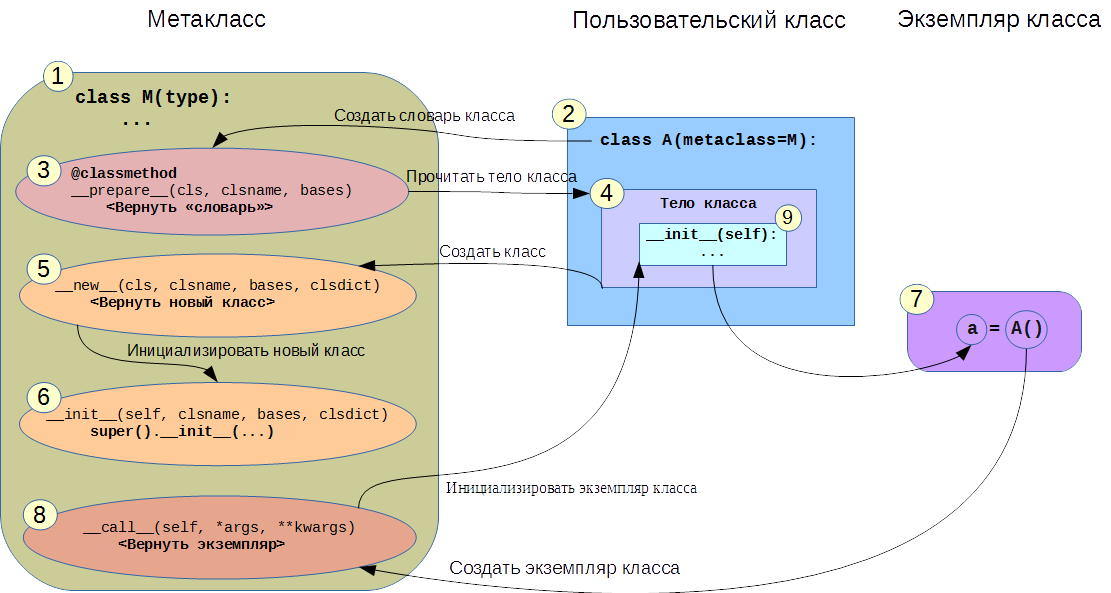 Метакласс
Пользовательский класс
Экземпляр класса
1
class M(type):
...
Создать словарь класса
2
class A(metaclass=M):
3
@classmethod
__prepare__(cls, clsname, bases)
<Вернуть «словарь»>
Прочитать тело класса
4
Тело класса
9
__init__(self):
...
Создать класс
5
__new__(cls, clsname, bases, clsdict)
<Вернуть новый класс>
7
a = A()
Инициализировать новый класс
6
__init__(self, clsname, bases, clsdict)
super().__init__(...)
Инициализировать экземпляр класса
8
__call__(self, *args, **kwargs)
<Вернуть экземпляр>
Создать экземпляр класса